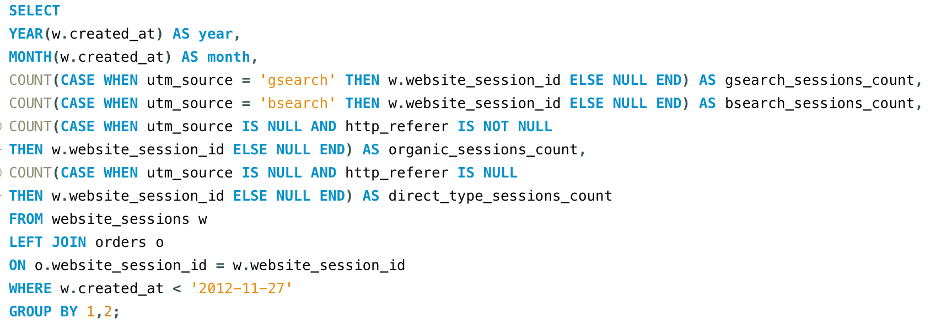 SELECT
YEAR(w.created_at) AS year,
MONTH(w.created_at) AS month,
COUNT(CASE WHEN utm_source = 'gsearch' THEN w.website_session_id ELSE NULL END) AS gsearch_sessions_count,
COUNT(CASE WHEN utm_source = 'bsearch' THEN w.website_session_id ELSE NULL END) AS bsearch_sessions_count,
COUNT(CASE WHEN utm_source IS NULL AND http_referer IS NOT NULL
THEN w.website_session_id ELSE NULL END) AS organic_sessions_count,
COUNT(CASE WHEN utm_source IS NULL AND http_referer IS NULL
THEN w.website_session_id ELSE NULL END) AS direct_type_sessions_count
FROM website_sessions w
LEFT JOIN orders o
ON o.website_session_id = w.website_session_id
WHERE w.created_at < '2012-11-27'
GROUP BY 1,2;